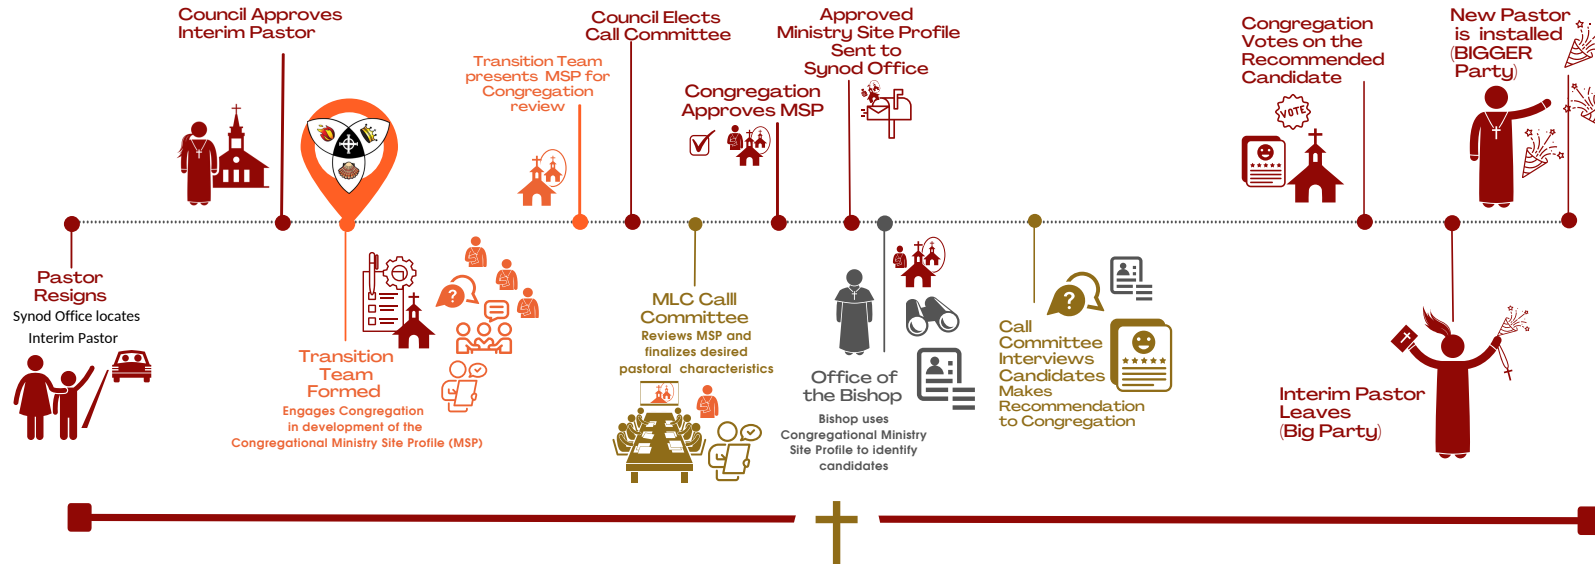 Council Approves
Interim Pastor
Transition Team
presents MSP for
Congregation
review
Council Elects
Call Committee
Congregation
Approves MSP
Approved
Ministry Site Profile
Sent to
Synod Office
Congregation
Votes on the
Recommended
Candidate
VOTE
New Pastor
is installed
(BIGGER
Party)
Pastor
Resigns
Synod Office locates
Interim Pastor
Transition
Team
Formed
Engages Congregation
in development of the
Congregational Ministry Site Profile (MSP)
?
MLC Calll
Committee
Reviews MSP and
finalizes desired
pastoral characteristics
Office of
the Bishop
Bishop uses
Congregational Ministry
Site Profile to identify
candidates
?
Call
Committee
Interviews
Candidates
Makes
Recommendation
to Congregation
Interim Pastor
Leaves
(Big Party)